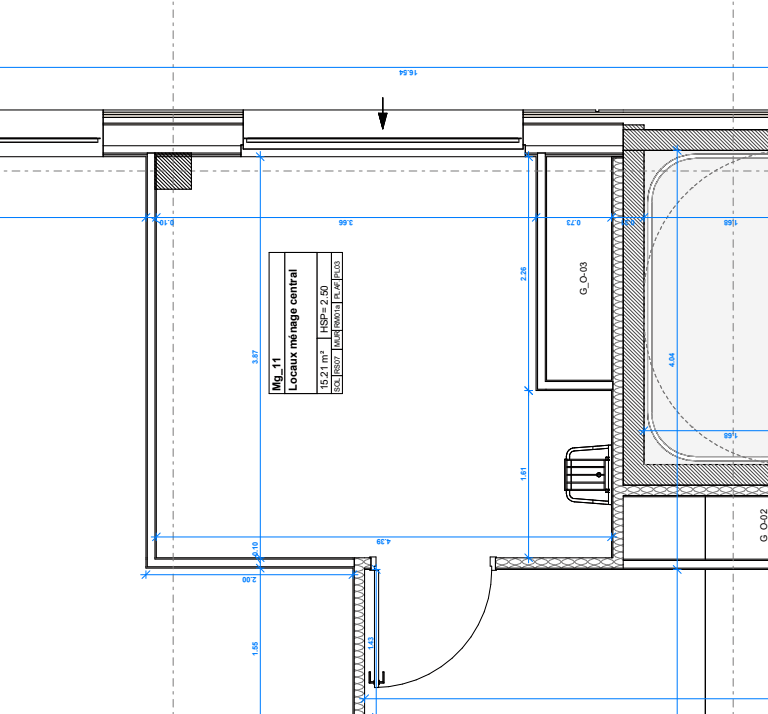 16.54
0.10
3.66
0.73
1.68
G_O-03
2.26
Mg_11
Locaux ménage central
15.21 m²
HSP= 2.50
SOL RS07 MUR RM01a PLAF PL03
3.87
4.04
1.68
1.61
4.39
0.10
2.00
G_O-02
1.55
1.43